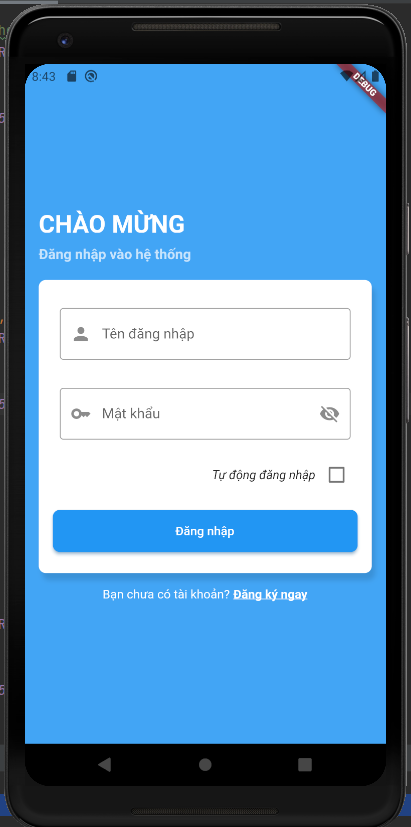 8:43
DEBUG
CHÀO MỪNG
Đăng nhập vào hệ thống
Tên đăng nhập
Mật khẩu
Tự động đăng nhập
Đăng nhập
Bạn chưa có tài khoản? Đăng ký ngay